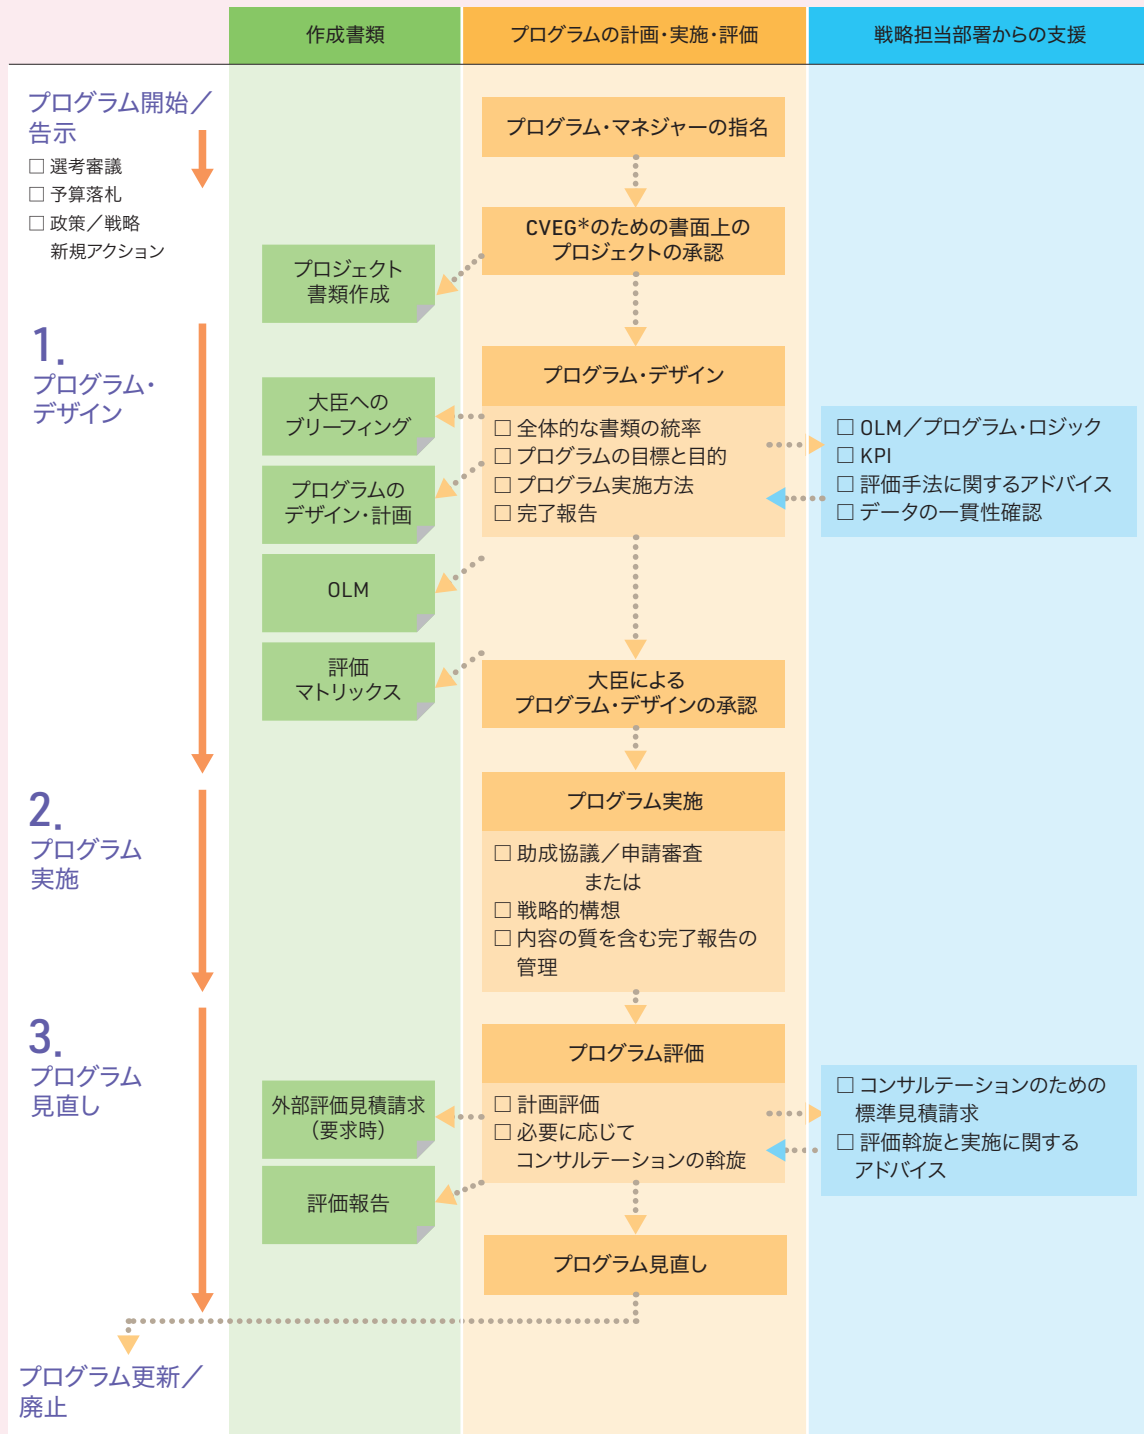 作成書類
プログラムの計画・実施・評価
戦略担当部署からの支援
プログラム開始／
告示
□ 選考審議
□ 予算落札
□ 政策／戦略
新規アクション
プログラム・マネジャーの指名
CVEG*のための書面上の
プロジェクトの承認
プロジェクト
書類作成
1.
プログラム・
デザイン
プログラム・デザイン
□ 全体的な書類の統率
□ プログラムの目標と目的
□ プログラム実施方法
□ 完了報告
大臣への
ブリーフィング
プログラムの
デザイン・計画
OLM
評価
マトリックス
□ OLM／プログラム・ロジック
□ KPI
□ 評価手法に関するアドバイス
□ データの一貫性確認
大臣による
プログラム・デザインの承認
2.
プログラム
実施
プログラム実施
□ 助成協議／申請審査
または
□ 戦略的構想
□ 内容の質を含む完了報告の
管理
3.
プログラム
見直し
プログラム評価
□ 計画評価
□ 必要に応じて
コンサルテーションの斡旋
外部評価見積請求
（要求時）
評価報告
□ コンサルテーションのための
標準見積請求
□ 評価斡旋と実施に関する
アドバイス
プログラム見直し
プログラム更新／
廃止